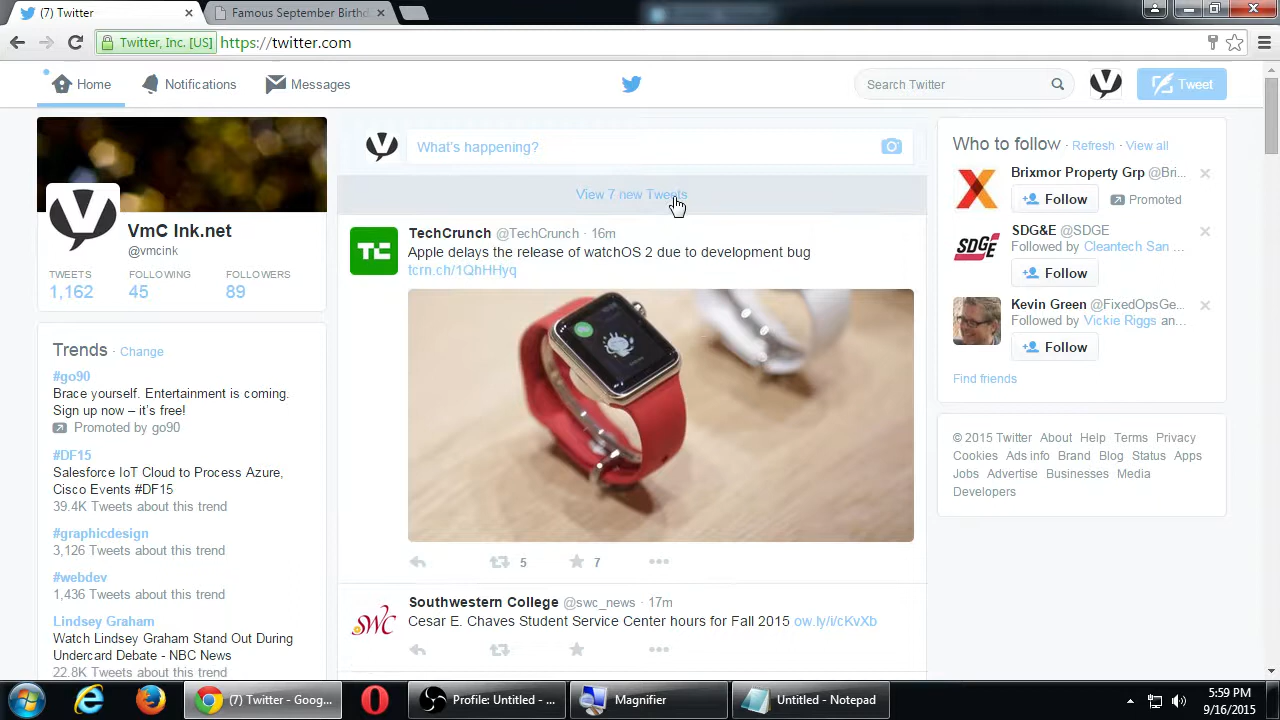 (7) Twitter
Famous September Birthd
Twitter, Inc. [US]
https://twitter.com
Home
Notifications
Messages
Search Twitter
Tweet
VmC Ink.net
@vmcink
TWEETS FOLLOWING FOLLOWERS
1,162 45 89
Trends · Change
#go90
Brace yourself. Entertainment is coming.
Sign up now – it's free!
Promoted by go90
#DF15
Salesforce IoT Cloud to Process Azure,
Cisco Events #DF15
39.4K Tweets about this trend
#graphicdesign
3,126 Tweets about this trend
#webdev
1,436 Tweets about this trend
Lindsey Graham
Watch Lindsey Graham Stand Out During
Undercard Debate - NBC News
22.8K Tweets about this trend
What's happening?
View 7 new Tweets
TC
TechCrunch @TechCrunch · 16m
Apple delays the release of watchOS 2 due to development bug
tcrn.ch/1QhHHyq
5 7
SWC
Southwestern College @swc_news · 17m
Cesar E. Chaves Student Service Center hours for Fall 2015 ow.ly/i/cKvXb
Who to follow · Refresh · View all
Brixmor Property Grp @Bri...
Follow
Promoted
SDGE
SDG&E @SDGE
Followed by Cleantech San ...
Follow
Kevin Green @FixedOpsGe...
Followed by Vickie Riggs an...
Follow
Find friends
© 2015 Twitter About Help Terms Privacy
Cookies Ads info Brand Blog Status Apps
Jobs Advertise Businesses Media
Developers
(7) Twitter - Goog...
Profile: Untitled - ...
Magnifier
Untitled - Notepad
5:59 PM
9/16/2015